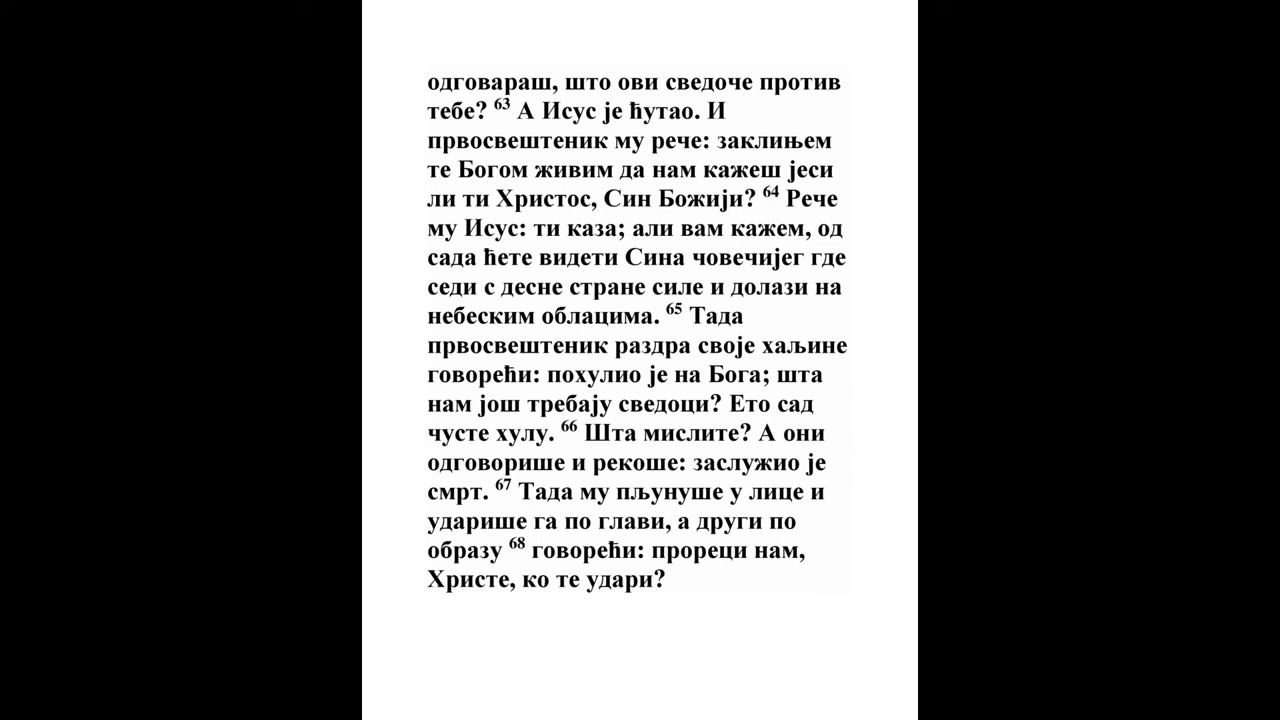 одговараш, што ови сведоче против
тебе? 63 А Исус је ћутао. И
првосвештеник му рече: заклињем
те Богом живим да нам кажеш јеси
ли ти Христос, Син Божији? 64 Рече
му Исус: ти каза; али вам кажем, од
сада ћете видети Сина човечијег где
седи с десне стране силе и долази на
небеским облацима. 65 Тада
првосвештеник раздра своје хаљине
говорећи: похулио је на Бога; шта
нам још требају сведоци? Ето сад
чусте хулу. 66 Шта мислите? А они
одговорише и рекоше: заслужио је
смрт. 67 Тада му пљунуше у лице и
ударише га по глави, а други по
образу 68 говорећи: прореци нам,
Христе, ко те удари?